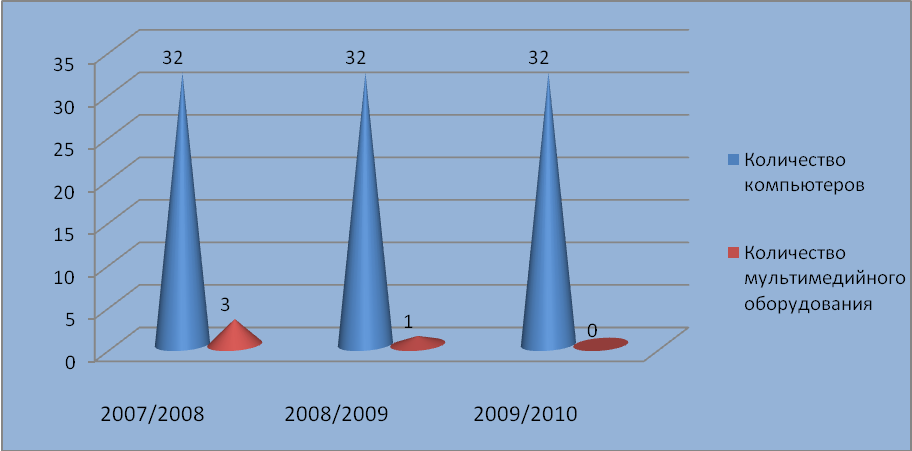 32 32 32
35
30
25
20
15
10
5
0
3
1
0
2007/2008 2008/2009 2009/2010
Количество
компьютеров
Количество
мультимедийного
оборудования